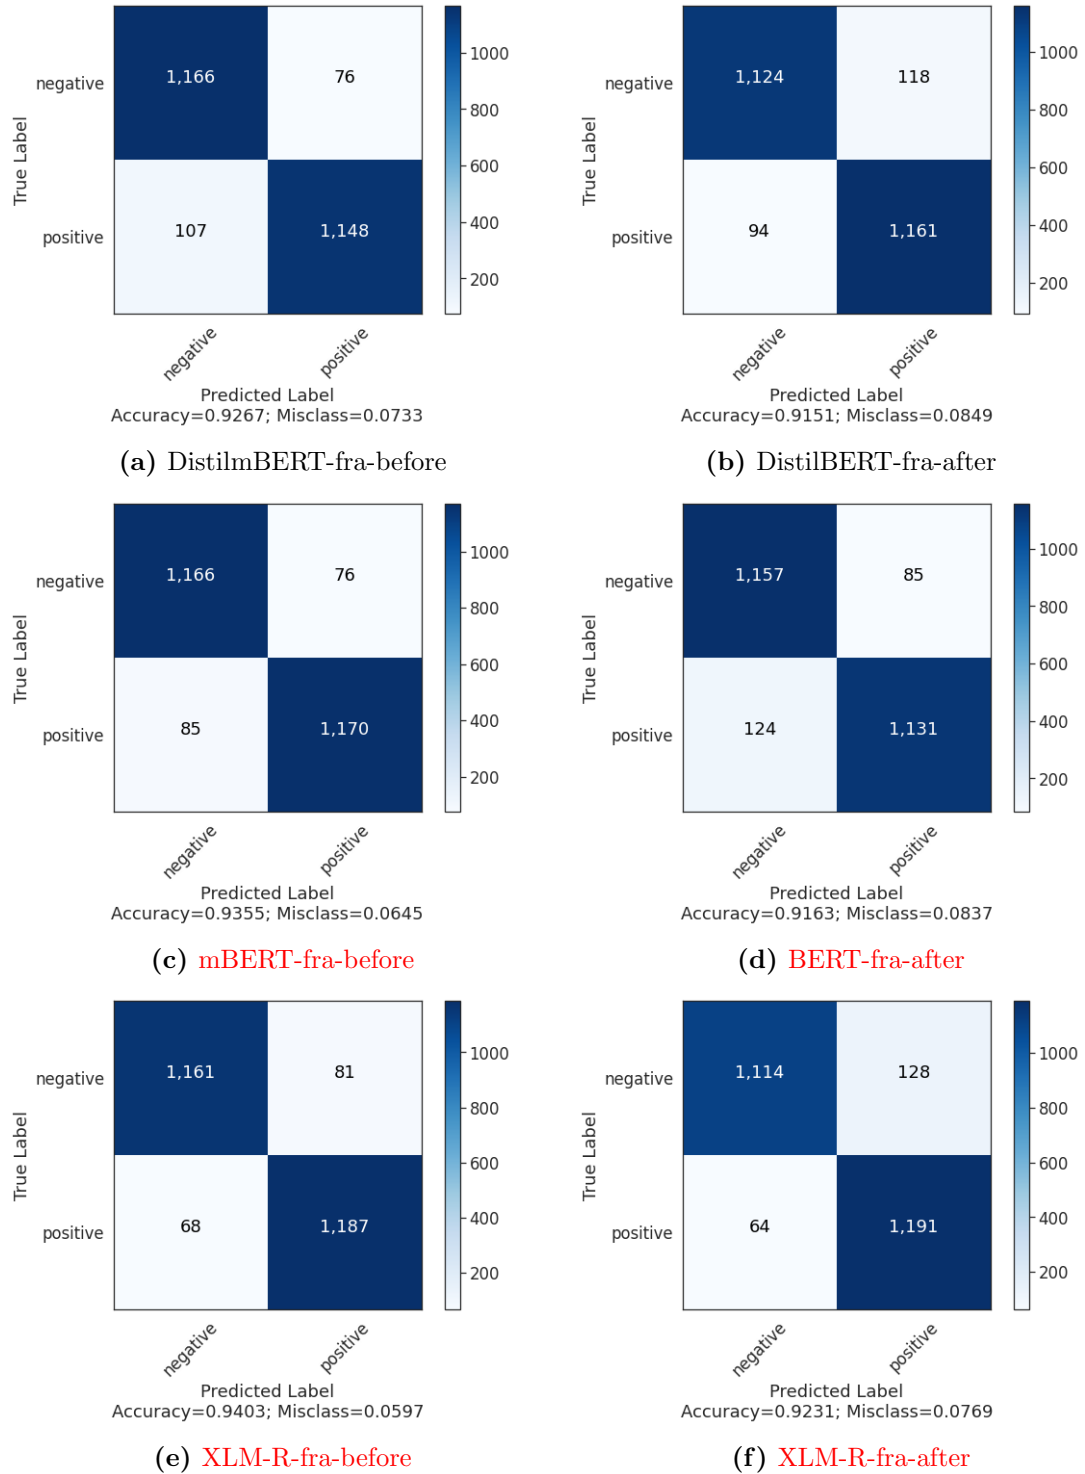 True Label
negative
positive
1,166
76
107
1,148
negative
positive
1000
800
600
400
200
Predicted Label
Accuracy=0.9267; Misclass=0.0733
(a) DistilmBERT-fra-before
True Label
negative
positive
1,124
118
94
1,161
negative
positive
1000
800
600
400
200
Predicted Label
Accuracy=0.9151; Misclass=0.0849
(b) DistilBERT-fra-after
True Label
negative
positive
1,166
76
85
1,170
negative
positive
1000
800
600
400
200
Predicted Label
Accuracy=0.9355; Misclass=0.0645
(c) mBERT-fra-before
True Label
negative
positive
1,157
85
124
1,131
negative
positive
1000
800
600
400
200
Predicted Label
Accuracy=0.9163; Misclass=0.0837
(d) BERT-fra-after
True Label
negative
positive
1,161
81
68
1,187
negative
positive
1000
800
600
400
200
Predicted Label
Accuracy=0.9403; Misclass=0.0597
(e) XLM-R-fra-before
True Label
negative
positive
1,114
128
64
1,191
negative
positive
1000
800
600
400
200
Predicted Label
Accuracy=0.9231; Misclass=0.0769
(f) XLM-R-fra-after